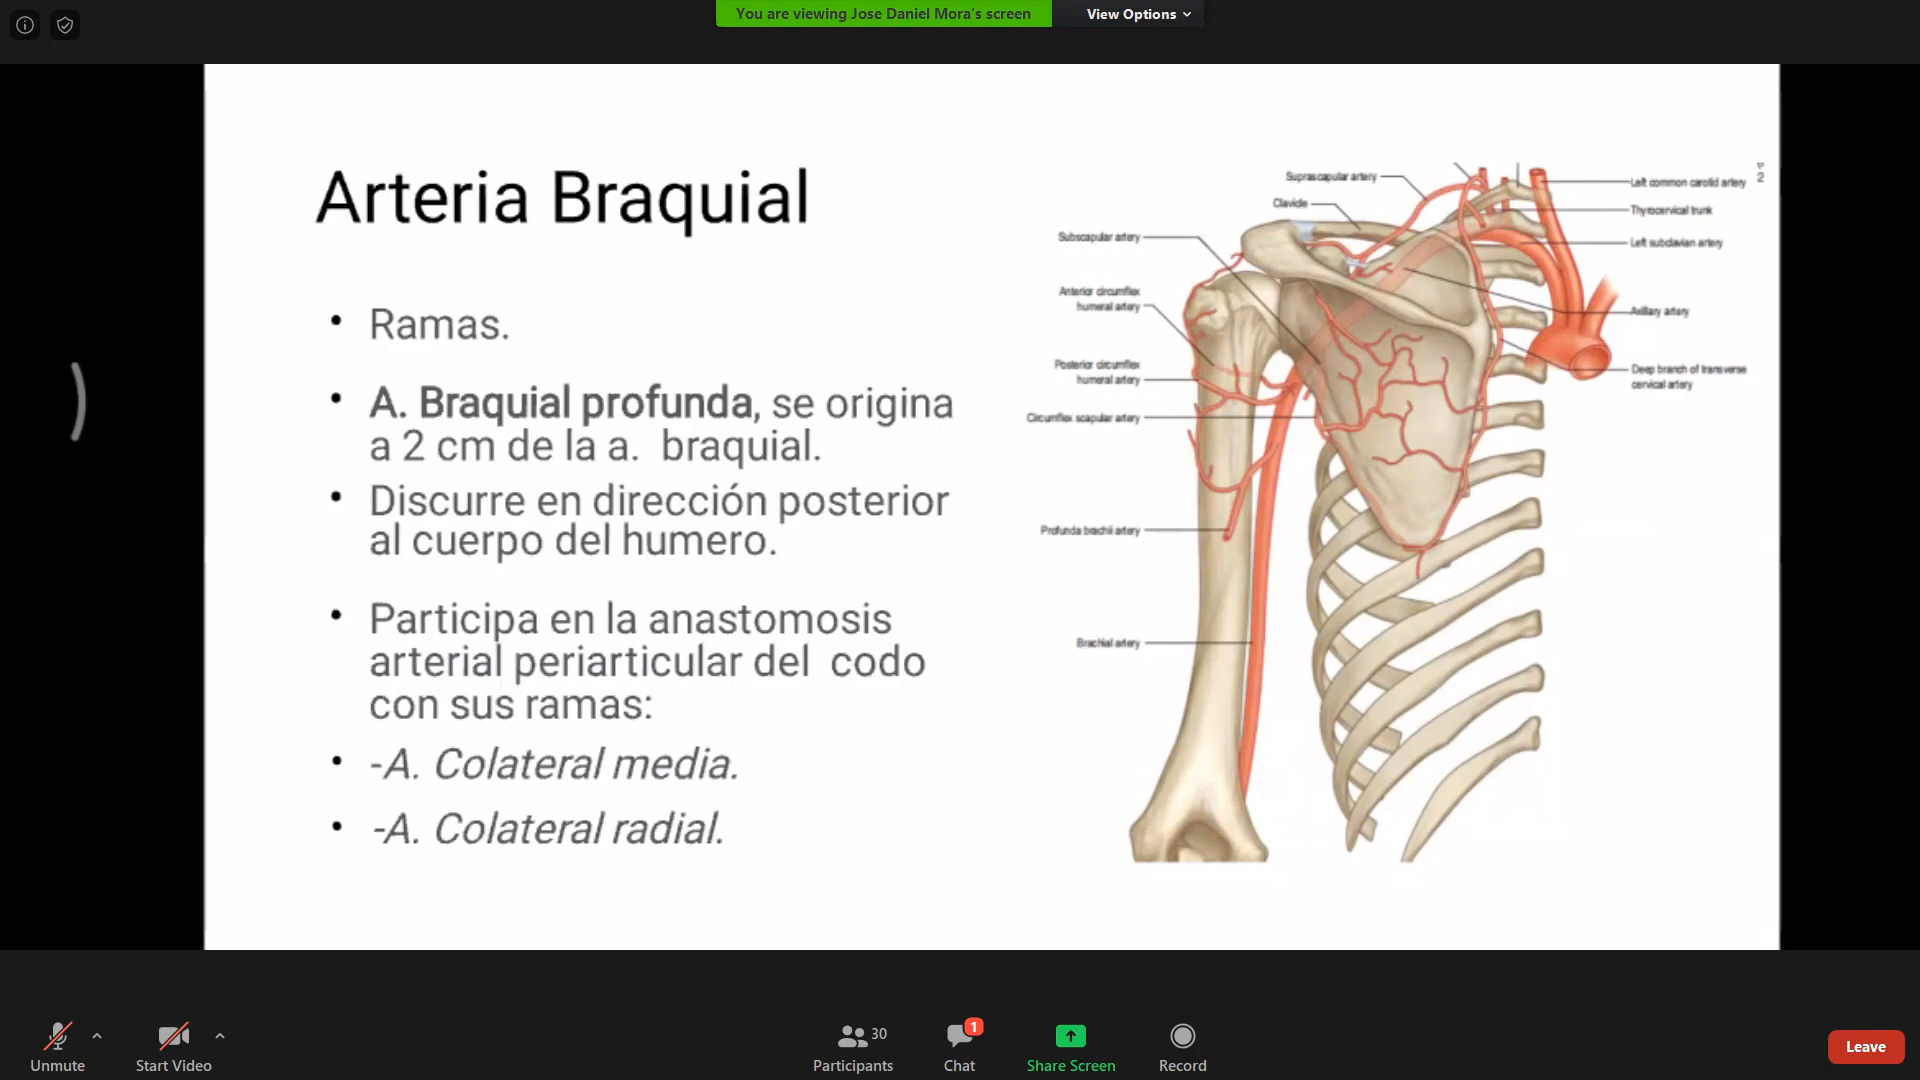 You are viewing Jose Daniel Mora's screen
View Options
Arteria Braquial
• Ramas.
• A. Braquial profunda, se origina
a 2 cm de la a. braquial.
• Discurre en dirección posterior
al cuerpo del humero.
• Participa en la anastomosis
arterial periarticular del codo
con sus ramas:
• -A. Colateral media.
• -A. Colateral radial.
Suprascapular artery
Clavicle
Subscapular artery
Anterior circumflex
humeral artery
Posterior circumflex
humeral artery
Circumflex scapular artery
Profunda brachii artery
Brachial artery
Left common carotid artery
Thyrocervical trunk
Left subclavian artery
Axillary artery
Deep branch of transverse
cervical artery
Unmute
Start Video
30
Participants
1
Chat
Share Screen
Record
Leave